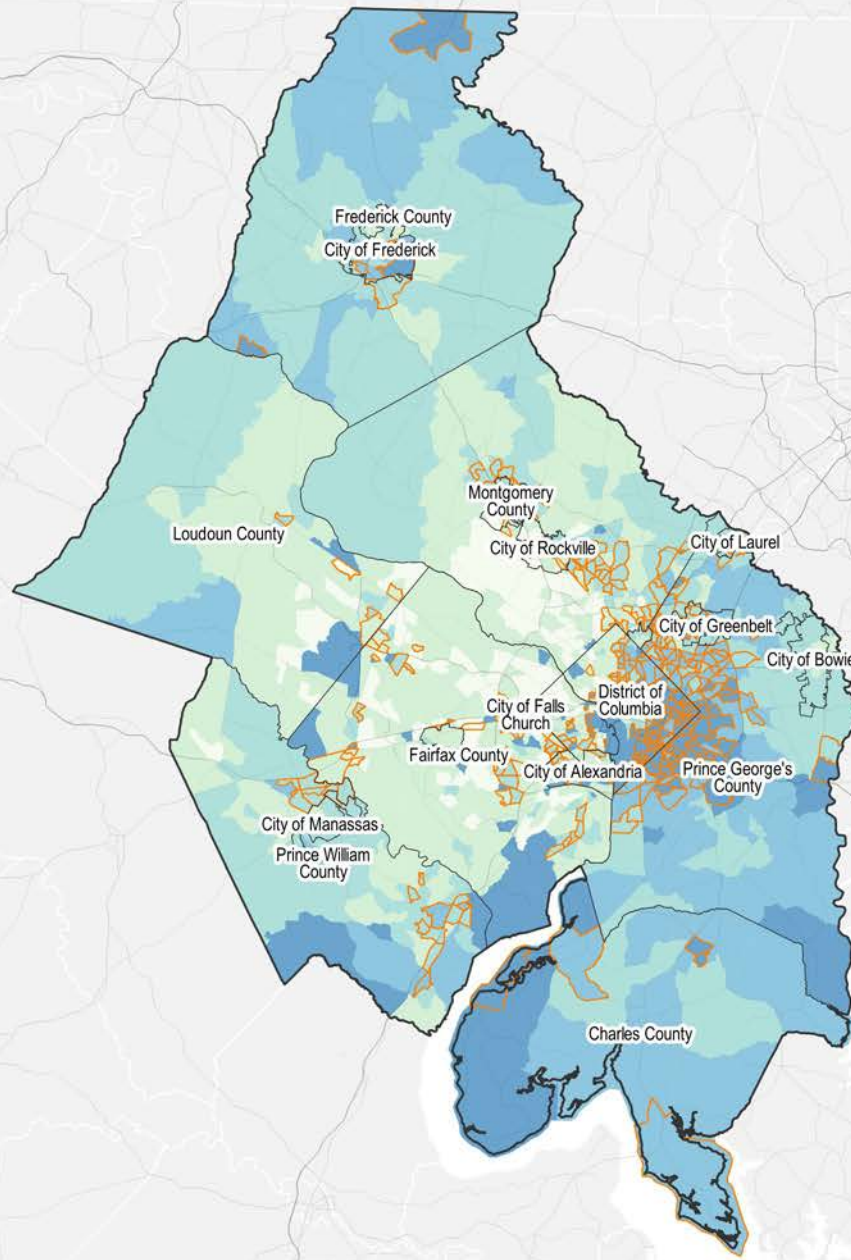 Frederick County
City of Frederick
Montgomery
County
Loudoun County
City of Rockville
City of Laurel
City of Greenbelt
City of Bowie
District of
Columbia
City of Falls
Church
Fairfax County
City of Alexandria
Prince George's
County
City of Manassas
Prince William
County
Charles County